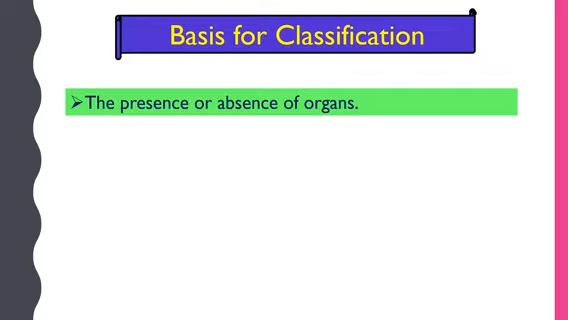 Basis for Classification
➢The presence or absence of organs.